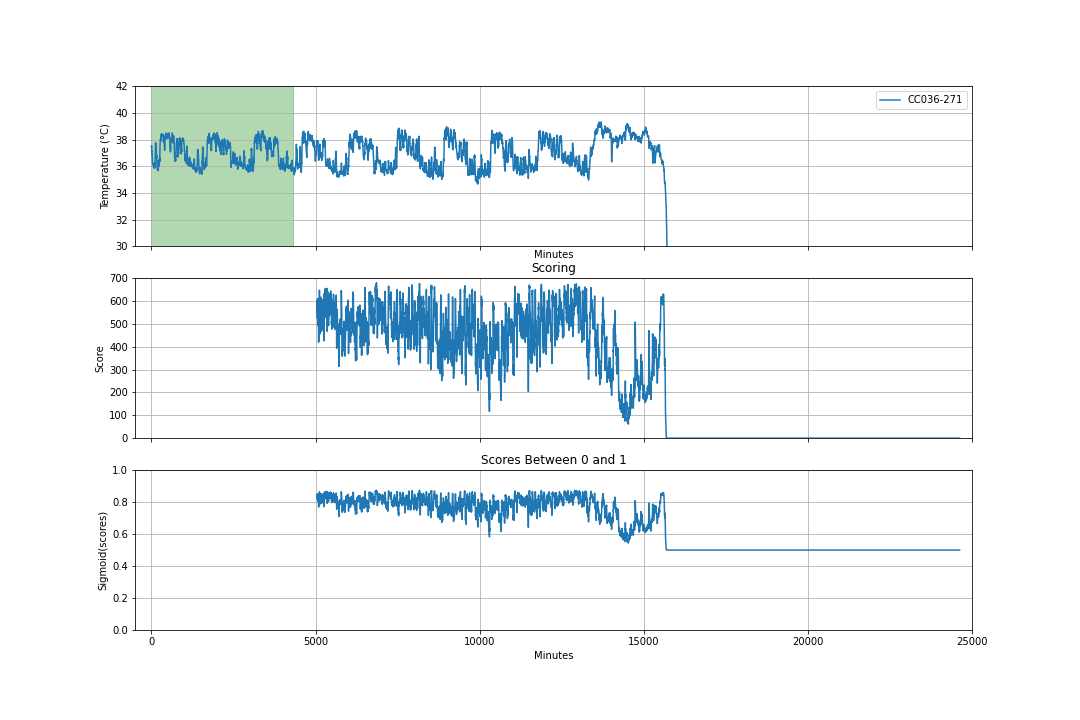 42
40
38
36
34
32
30
Temperature (°C)
CC036-271
Minutes
Scoring
700
600
500
400
300
200
100
0
Score
Scores Between 0 and 1
1.0
0.8
0.6
0.4
0.2
0.0
Sigmoid(scores)
0 5000 10000 15000 20000 25000
Minutes